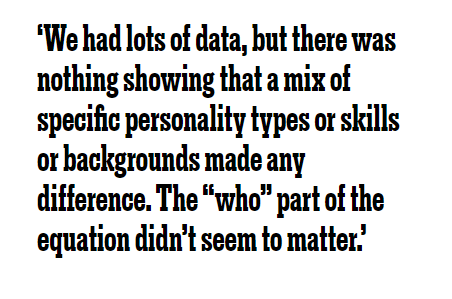 ‘We had lots of data, but there was
nothing showing that a mix of
specific personality types or skills
or backgrounds made any
difference. The “who” part of the
equation didn’t seem to matter.’